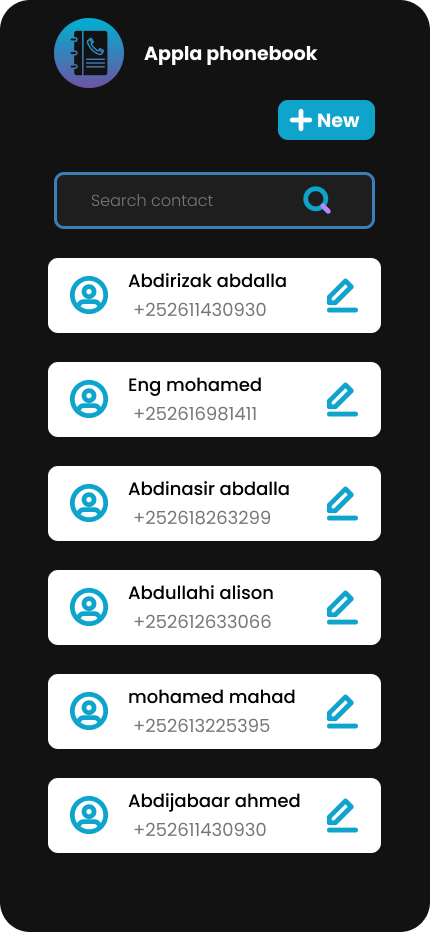 Appla phonebook
New
Search contact
Abdirizak abdalla
+252611430930
Eng mohamed
+252616981411
Abdinasir abdalla
+252618263299
Abdullahi alison
+252612633066
mohamed mahad
+252613225395
Abdijabaar ahmed
+252611430930